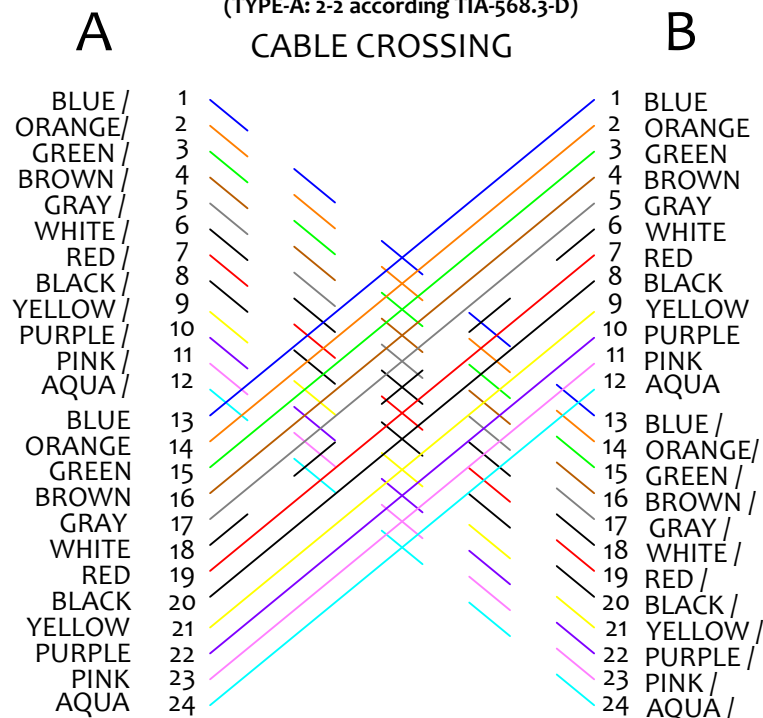 (TYPE-A: 2-2 according TIA-568.3-D)
A CABLE CROSSING B
BLUE / 1 1 BLUE
ORANGE/ 2 2 ORANGE
GREEN / 3 3 GREEN
BROWN / 4 4 BROWN
GRAY / 5 5 GRAY
WHITE / 6 6 WHITE
RED / 7 7 RED
BLACK / 8 8 BLACK
YELLOW / 9 9 YELLOW
PURPLE / 10 10 PURPLE
PINK / 11 11 PINK
AQUA / 12 12 AQUA
BLUE 13 13 BLUE /
ORANGE 14 14 ORANGE/
GREEN 15 15 GREEN /
BROWN 16 16 BROWN /
GRAY 17 17 GRAY /
WHITE 18 18 WHITE /
RED 19 19 RED /
BLACK 20 20 BLACK /
YELLOW 21 21 YELLOW /
PURPLE 22 22 PURPLE /
PINK 23 23 PINK /
AQUA 24 24 AQUA /